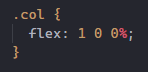 .col {
flex: 1 0 0%;
}